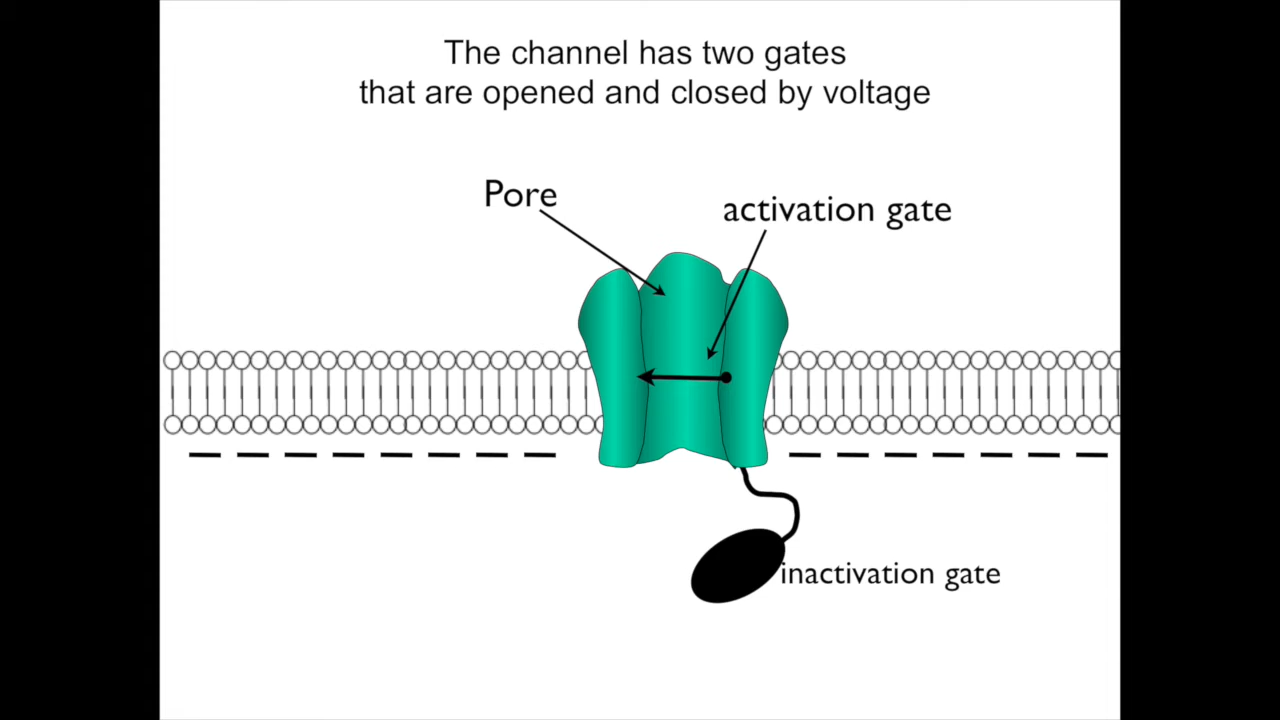 The channel has two gates
that are opened and closed by voltage
Pore
activation gate
inactivation gate